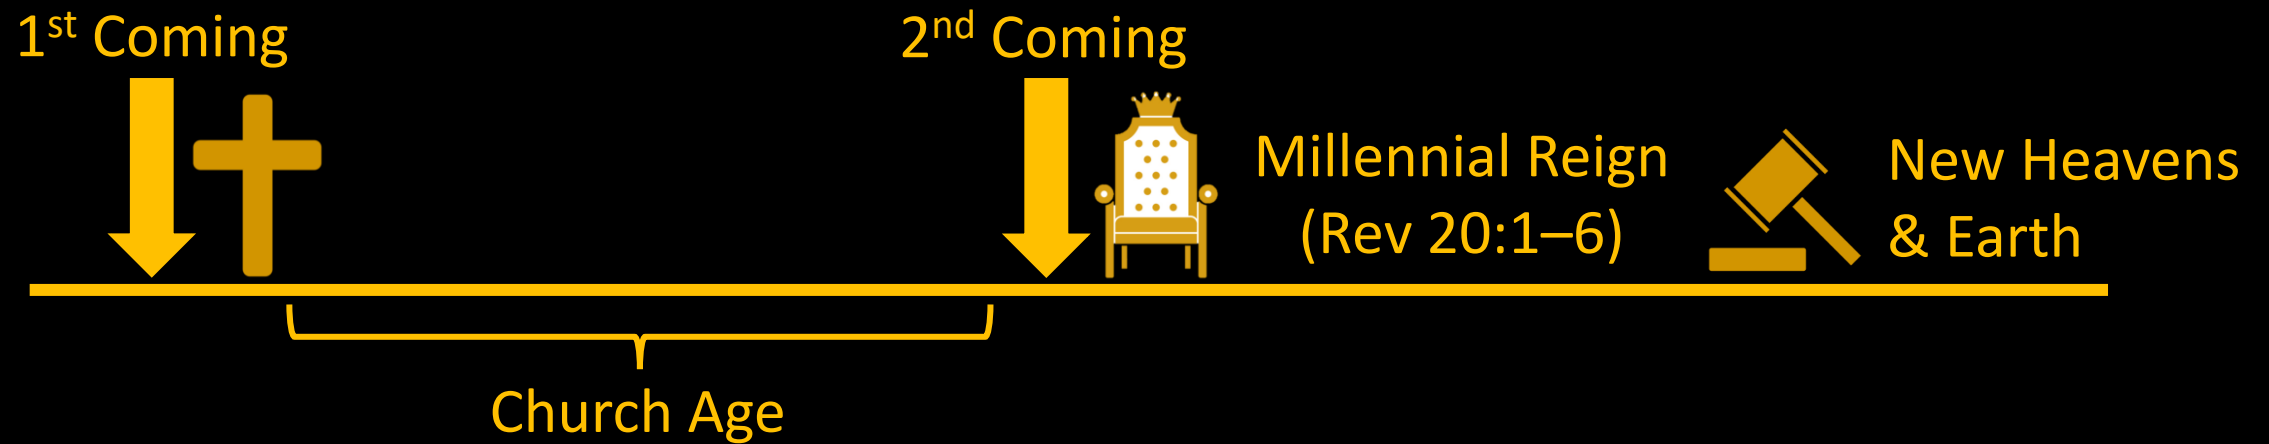 1st Coming
2nd Coming
Millennial Reign
(Rev 20:1–6)
New Heavens
& Earth
Church Age